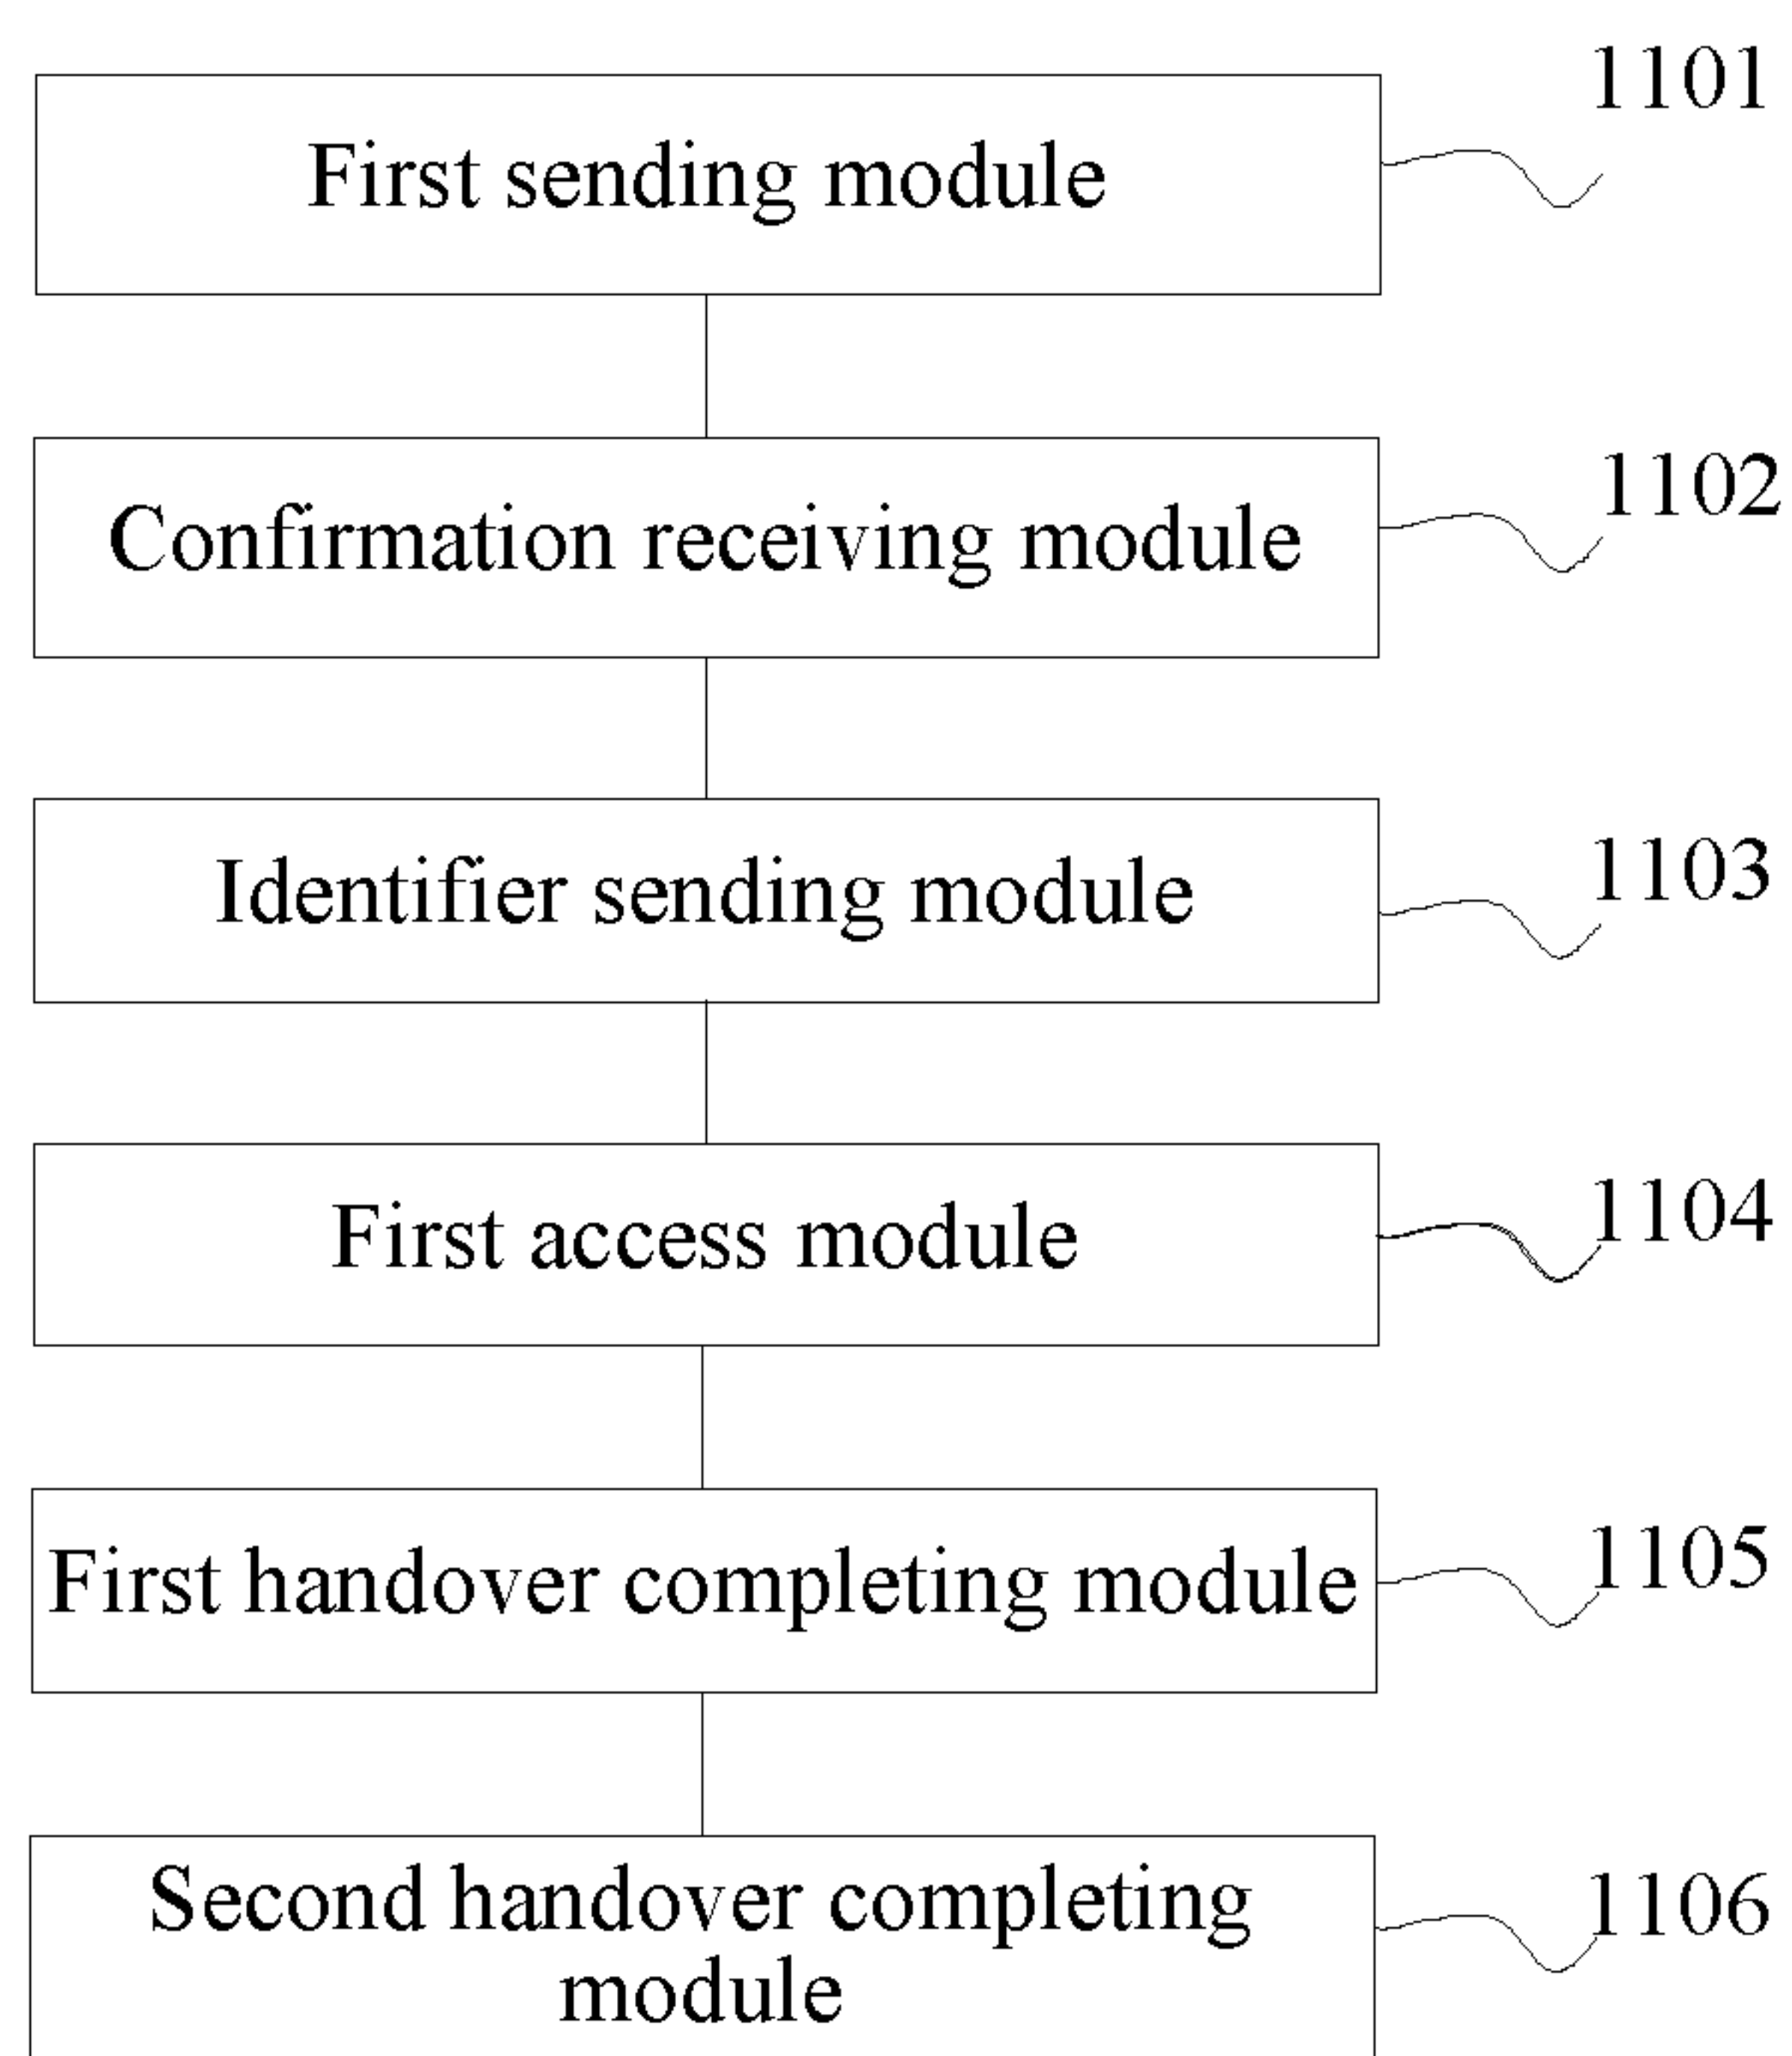 1101
First sending module
1102
Confirmation receiving module
1103
Identifier sending module
1104
First access module
1105
First handover completing module
1106
Second handover completing
module